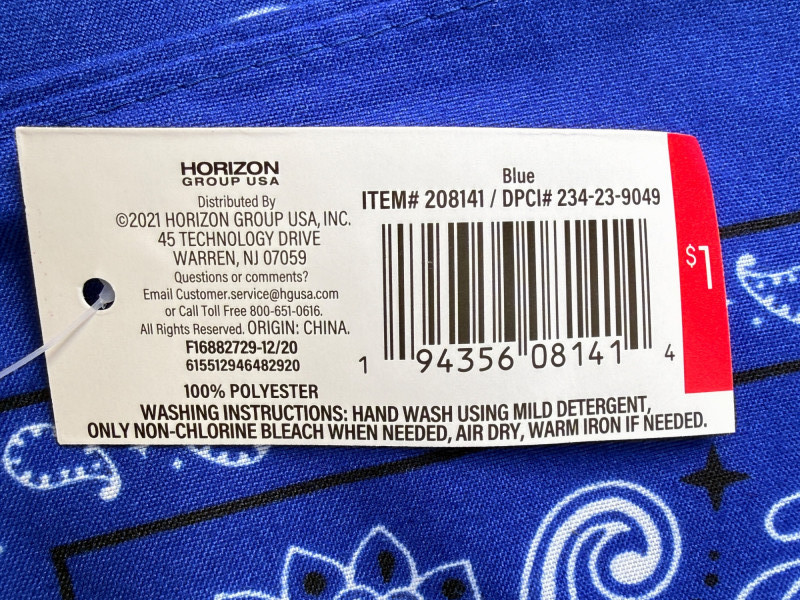 HORIZON
GROUP USA
Distributed By
©2021 HORIZON GROUP USA, INC.
45 TECHNOLOGY DRIVE
WARREN, NJ 07059
Questions or comments?
Email Customer.service@hgusa.com
or Call Toll Free 800-651-0616.
All Rights Reserved. ORIGIN: CHINA.
F16882729-12/20
615512946482920
Blue
ITEM# 208141 / DPCI# 234-23-9049
1 94356 08141 4
$1
100% POLYESTER
WASHING INSTRUCTIONS: HAND WASH USING MILD DETERGENT,
ONLY NON-CHLORINE BLEACH WHEN NEEDED, AIR DRY, WARM IRON IF NEEDED.